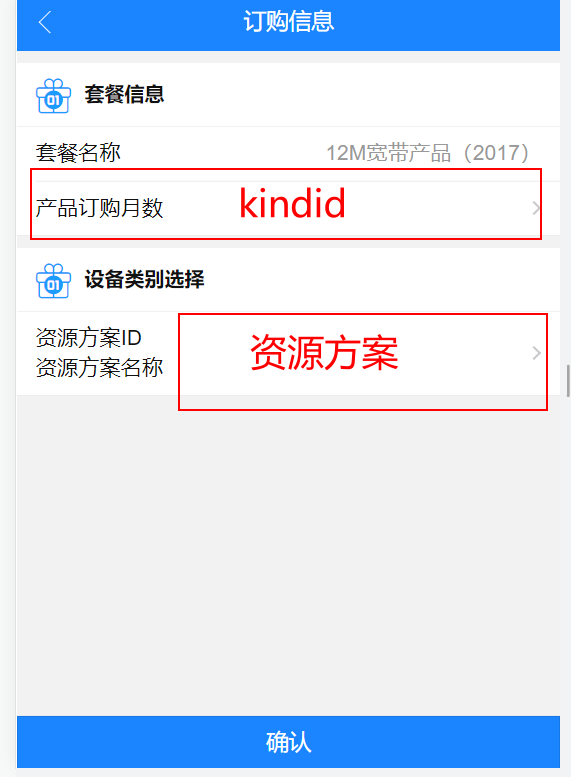 订购信息
01 套餐信息
套餐名称 12M宽带产品（2017）
产品订购月数 kindid
01 设备类别选择
资源方案ID
资源方案名称
资源方案
确认